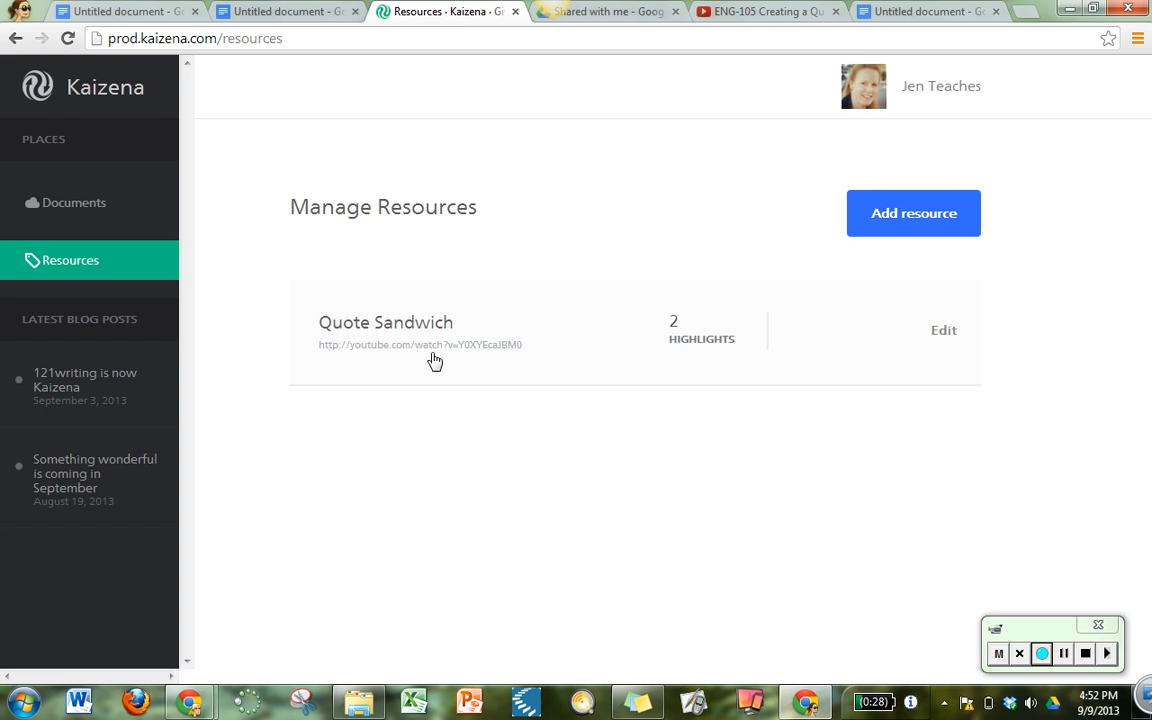 Untitled document - Go
Untitled document - Go
Resources · Kaizena · Gr
Shared with me - Goog
ENG-105 Creating a Qu
Untitled document - G
prod.kaizena.com/resources
Kaizena
Jen Teaches
PLACES
Documents
Resources
LATEST BLOG POSTS
121writing is now
Kaizena
September 3, 2013
Something wonderful
is coming in
September
August 19, 2013
Manage Resources
Add resource
Quote Sandwich
http://youtube.com/watch?v=Y0XYEcaJBM0
2
HIGHLIGHTS
Edit
M
(0:28)
4:52 PM
9/9/2013